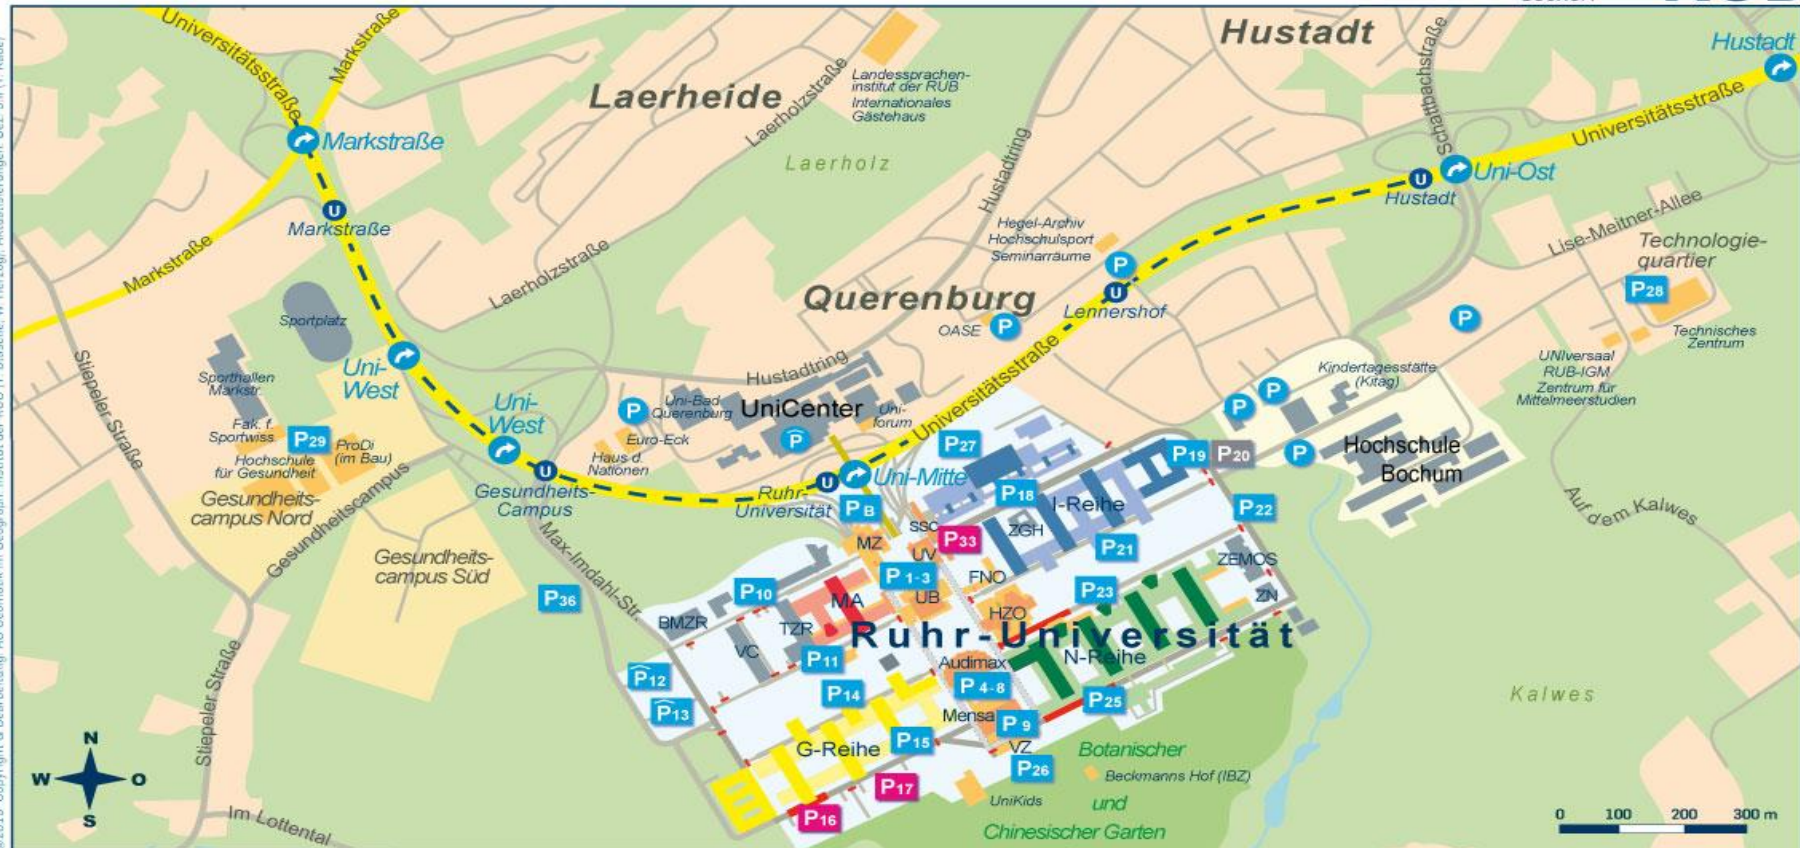 Universitätsstraße
Markstraße
Hustadt
Hustadt
Laerheide
Laerholzstraße
Landessprachen-
institut der RUB
Internationales
Gästehaus
Schattbachstraße
Universitätsstraße
Markstraße
Laerholz
Hustadtring
Uni-Ost
U
U
Hustadt
Markstraße
Lise-Meitner-Allee
Hegel-Archiv
Hochschulsport
Seminarräume
Technologie-
quartier
Markstraße
Laerholzstraße
P
U
Lennershof
P28
Querenburg
OASE
P
P
Technisches
Zentrum
Sportplatz
Stiepeler Straße
Uni-
West
Sporthallen
Markstr.
Hustadtring
Universitätsstraße
UNIversaal
RUB-IGM
Zentrum für
Mittelmeerstudien
Kindertagesstätte
(Kitag)
P
P
Uni-
West
P
Uni-Bad
Querenburg
UniCenter
Uni-
forum
P
Euro-Eck
Haus d.
Nationen
Fak. f.
Sportwiss
P29
ProDi
(im Bau)
Hochschule
für Gesundheit
P27
P19
P20
P
Hochschule
Bochum
U
Gesundheits-
Campus
Ruhr-
Universität
U
Uni-Mitte
Gesundheits-
campus Nord
Gesundheitscampus
PB
P18
I-Reihe
P22
Auf dem Kalwes
SSC
ZGH
MZ
P33
UV
P21
Gesundheits-
campus Süd
Max-Imdahl-Str.
ZEMOS
P36
P10
P1-3
FNO
P23
MA
UB
HZO
ZN
BMZR
TZR
VC
Ruhr-Universität
P11
Audimax
N-Reihe
P12
P14
P4-8
P25
P13
Mensa
P9
Kalwes
Stiepeler Straße
G-Reihe
P15
VZ
P26
Botanischer
Beckmanns Hof (IBZ)
P17
UniKids
und
P16
Chinesischer Garten
Im Lottental
N
W
O
S
0 100 200 300 m